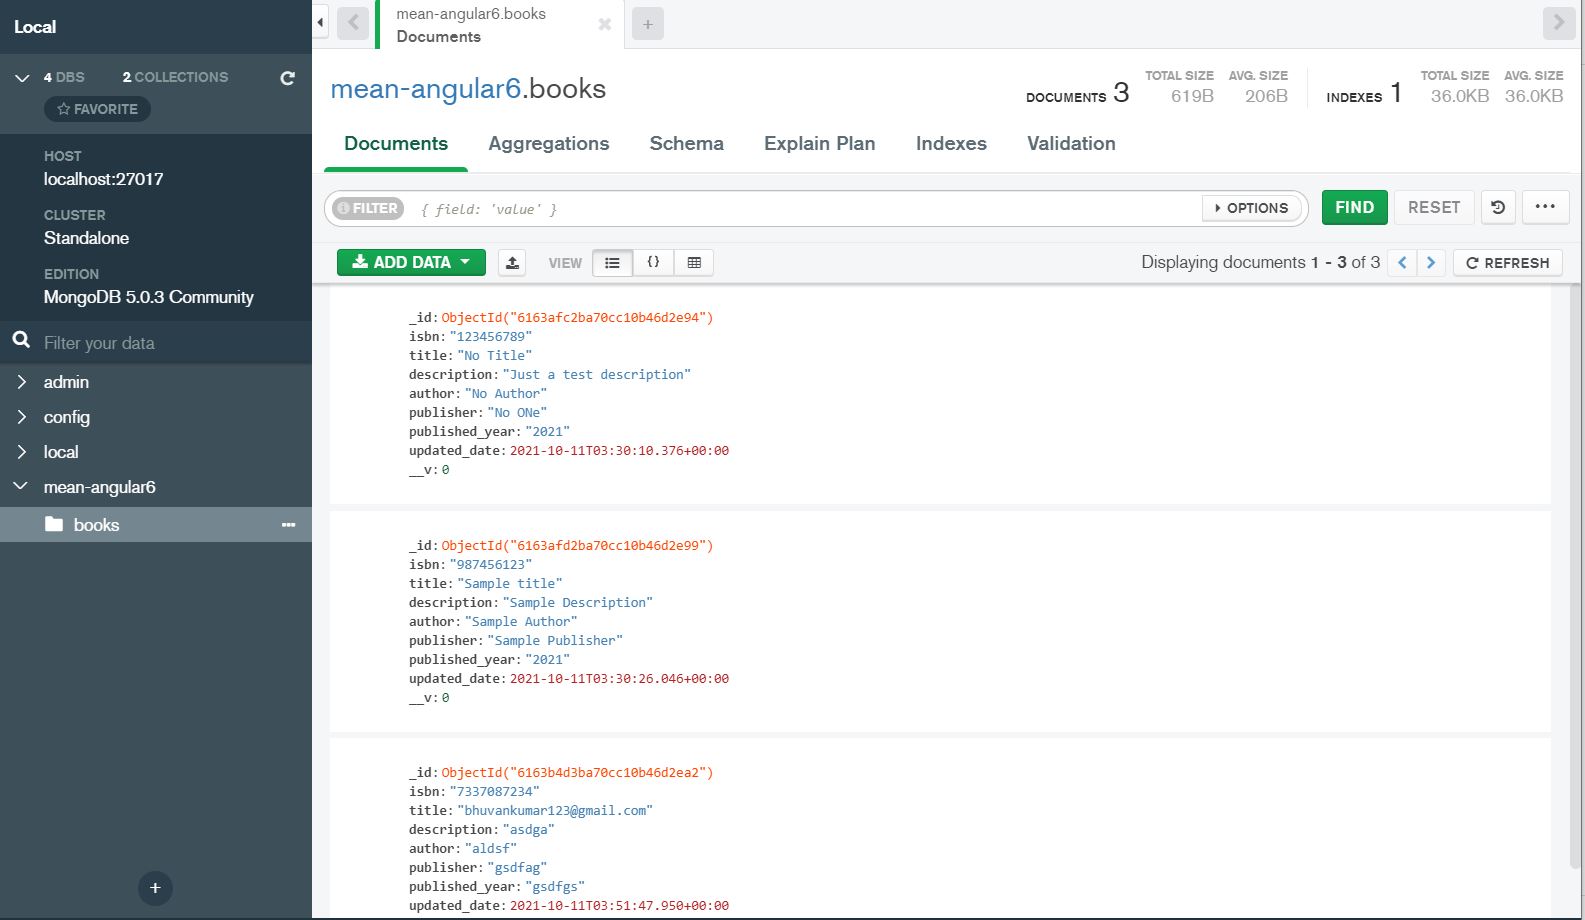 Local
4 DBS 2 COLLECTIONS
FAVORITE
HOST
localhost:27017
CLUSTER
Standalone
EDITION
MongoDB 5.0.3 Community
Filter your data
admin
config
local
mean-angular6
books
mean-angular6.books
Documents
mean-angular6.books
DOCUMENTS 3 TOTAL SIZE 619B AVG. SIZE 206B INDEXES 1 TOTAL SIZE 36.0KB AVG. SIZE 36.0KB
Documents Aggregations Schema Explain Plan Indexes Validation
FILTER { field: 'value' } OPTIONS FIND RESET
ADD DATA VIEW {} Displaying documents 1 - 3 of 3 REFRESH
_id: ObjectId("6163afc2ba70cc10b46d2e94")
isbn: "123456789"
title: "No Title"
description: "Just a test description"
author: "No Author"
publisher: "No ONe"
published_year: "2021"
updated_date: 2021-10-11T03:30:10.376+00:00
__v: 0
_id: ObjectId("6163afd2ba70cc10b46d2e99")
isbn: "987456123"
title: "Sample title"
description: "Sample Description"
author: "Sample Author"
publisher: "Sample Publisher"
published_year: "2021"
updated_date: 2021-10-11T03:30:26.046+00:00
__v: 0
_id: ObjectId("6163b4d3ba70cc10b46d2ea2")
isbn: "7337087234"
title: "bhuvankumar123@gmail.com"
description: "asdga"
author: "aldsf"
publisher: "gsdfag"
published_year: "gsdfgs"
updated_date: 2021-10-11T03:51:47.950+00:00